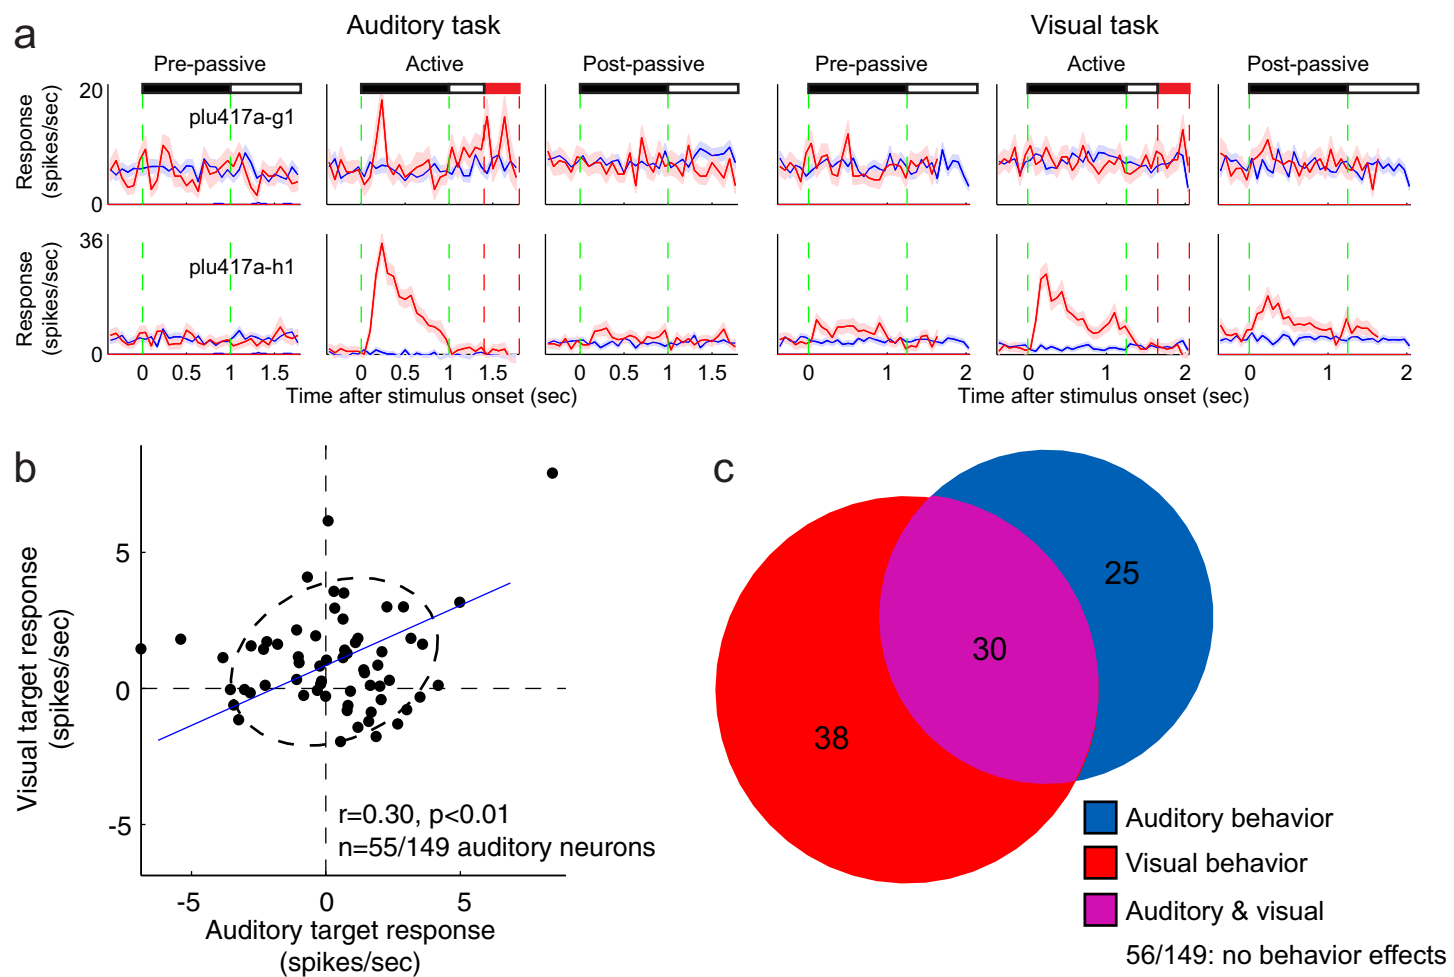 a
Auditory task
Visual task
Pre-passive
Active
Post-passive
Pre-passive
Active
Post-passive
Response
(spikes/sec)
20
0
plu417a-g1
Response
(spikes/sec)
36
0
plu417a-h1
0 0.5 1 1.5
0 0.5 1 1.5
0 0.5 1 1.5
0 1 2
0 1 2
0 1 2
Time after stimulus onset (sec)
Time after stimulus onset (sec)
b
Visual target response
(spikes/sec)
5
0
-5
r=0.30, p<0.01
n=55/149 auditory neurons
-5 0 5
Auditory target response
(spikes/sec)
c
25
30
38
Auditory behavior
Visual behavior
Auditory & visual
56/149: no behavior effects